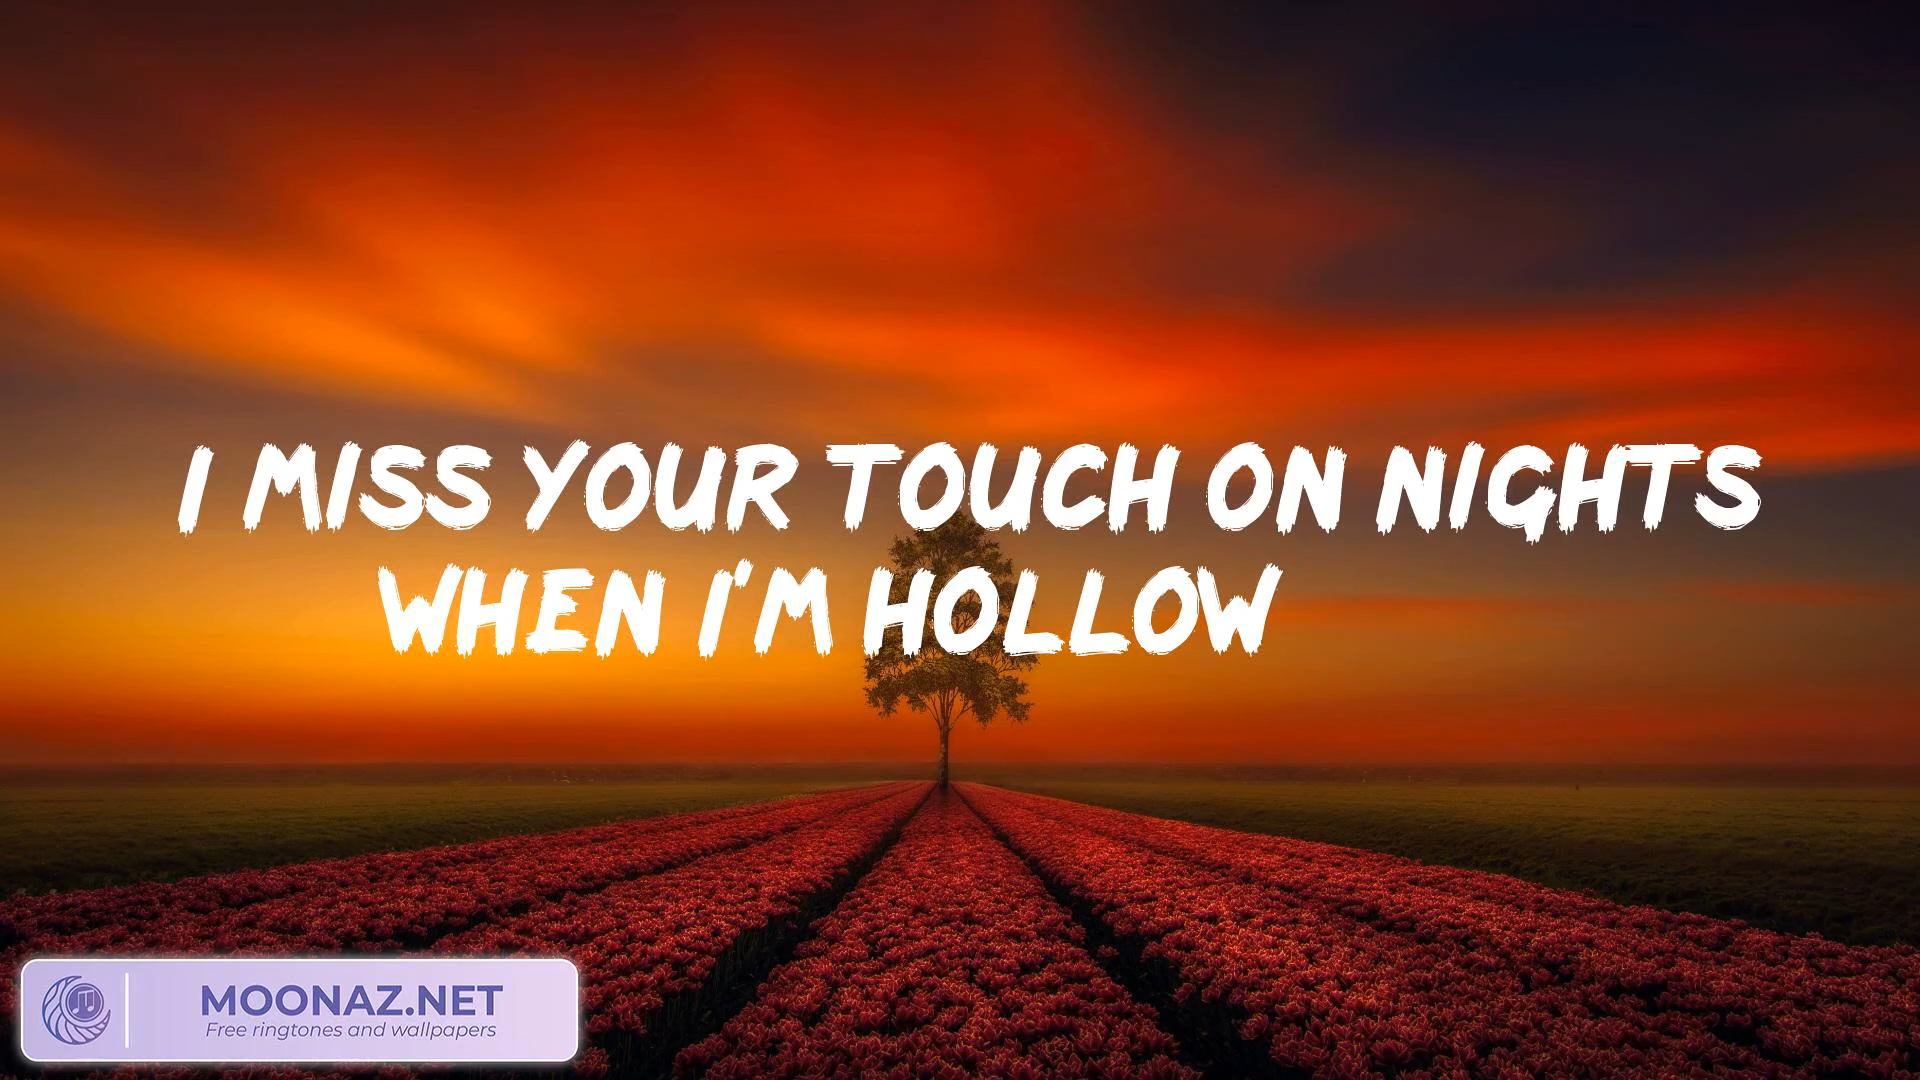 I MISS YOUR TOUCH ON NIGHTS
WHEN I'M HOLLOW
MOONAZ.NET
Free ringtones and wallpapers